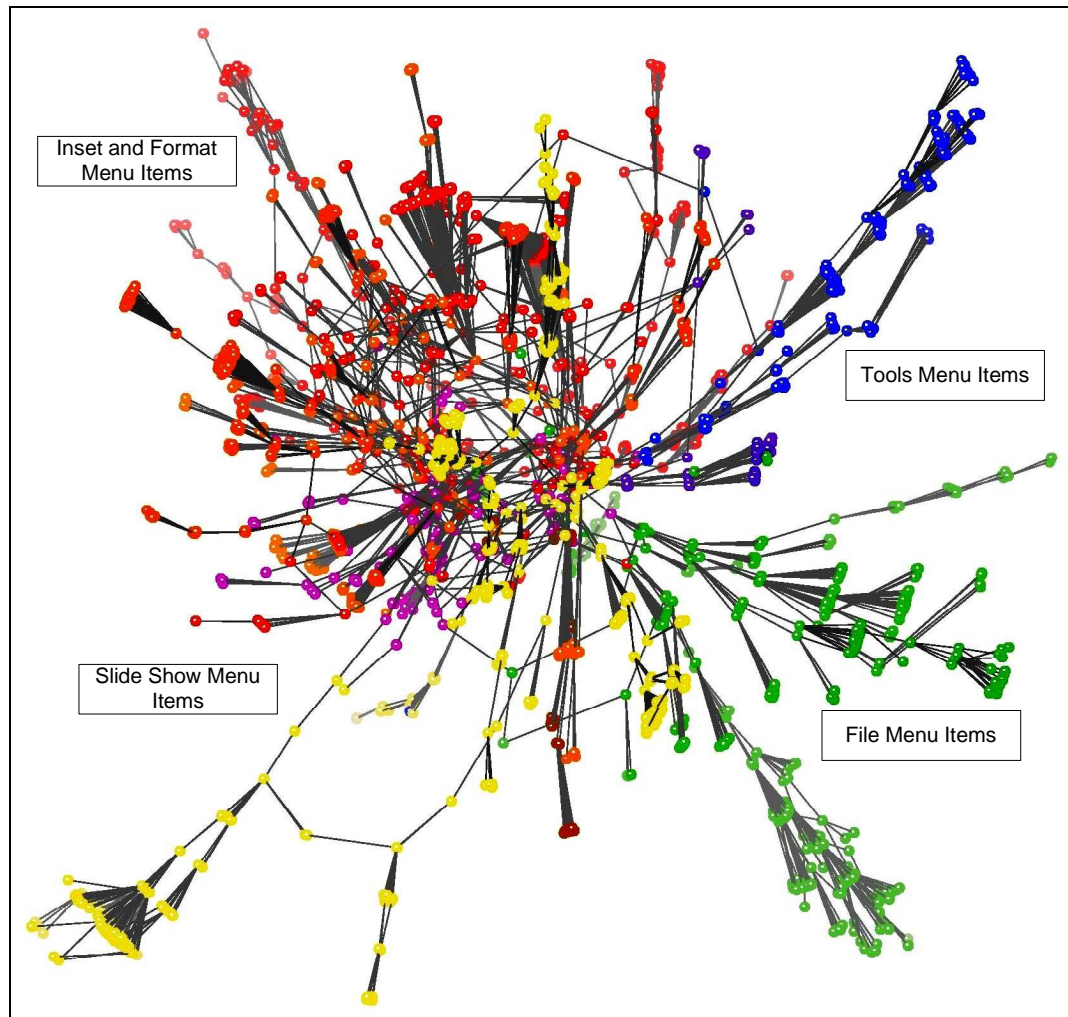 Inset and Format
Menu Items
Tools Menu Items
Slide Show Menu
Items
File Menu Items